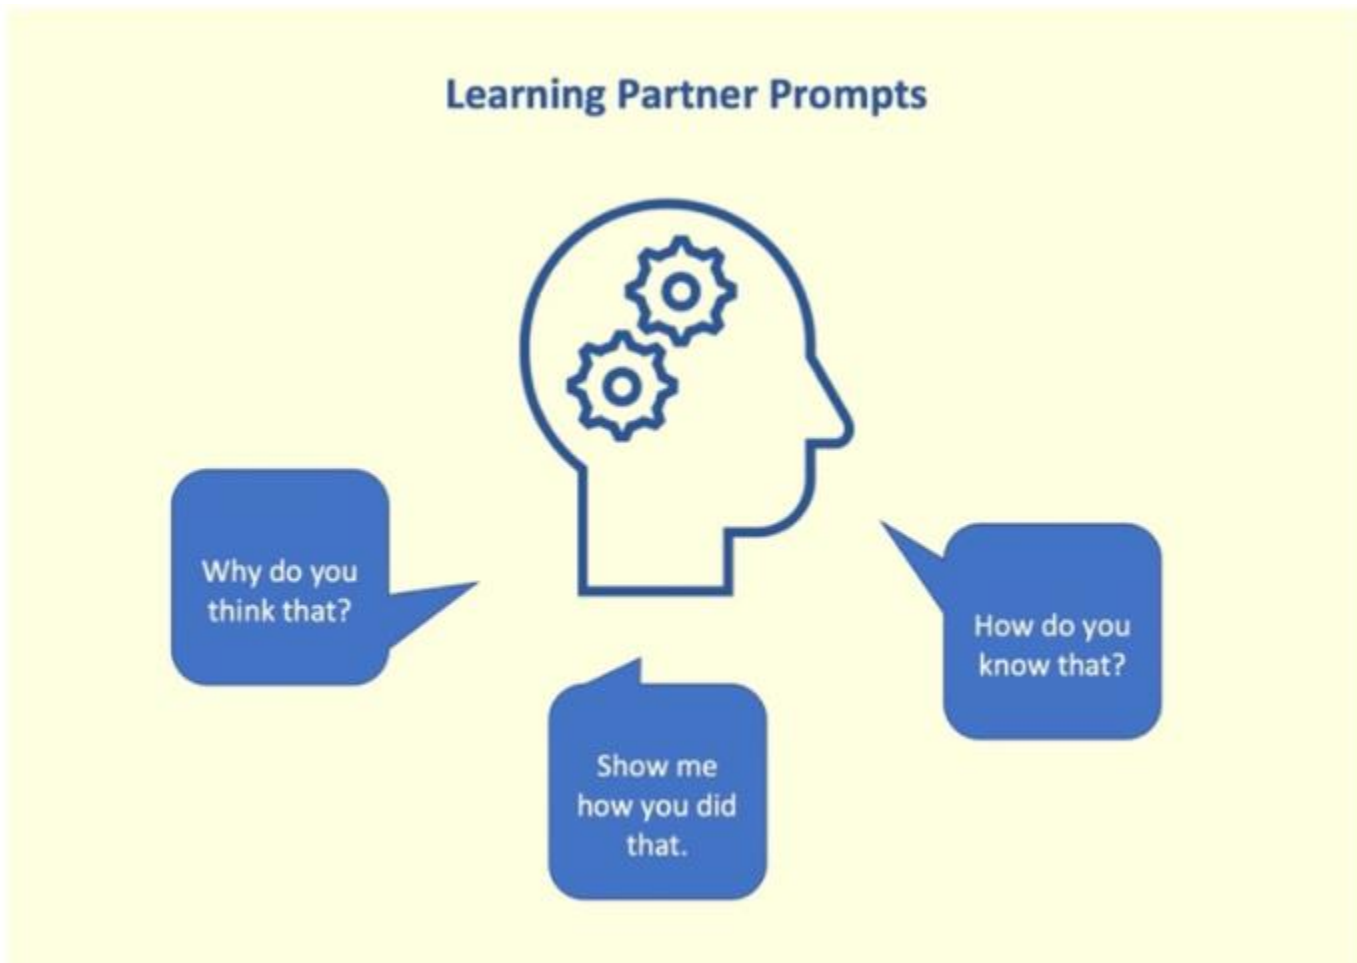 Learning Partner Prompts
Why do you
think that?
How do you
know that?
Show me
how you did
that.